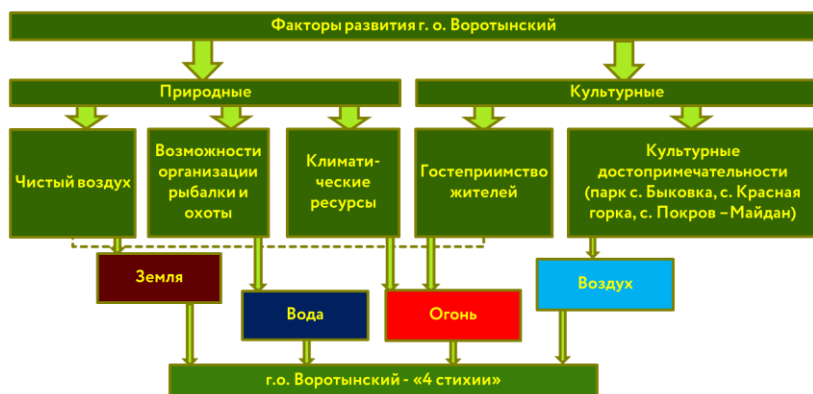 Факторы развития г. о. Воротынский
Природные
Культурные
Чистый воздух
Возможности
организации
рыбалки и
охоты
Климати-
ческие
ресурсы
Гостеприимство
жителей
Культурные
достопримечательности
(парк с. Быковка, с. Красная
горка, с. Покров –Майдан)
Земля
Вода
Огонь
Воздух
г.о. Воротынский - «4 стихии»